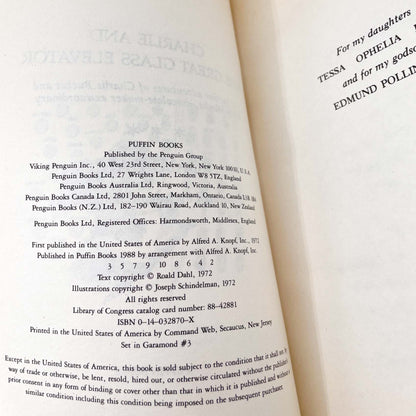 PUFFIN BOOKS
Published by the Penguin Group
Viking Penguin Inc., 40 West 23rd Street, New York, New York 10010, U.S.A.
Penguin Books Ltd, 27 Wrights Lane, London W8 5TZ, England
Penguin Books Australia Ltd, Ringwood, Victoria, Australia
Penguin Books Canada Ltd, 2801 John Street, Markham, Ontario, Canada L3R 1B4
Penguin Books (N.Z.) Ltd, 182–190 Wairau Road, Auckland 10, New Zealand
Penguin Books Ltd, Registered Offices: Harmondsworth, Middlesex, England
First published in the United States of America by Alfred A. Knopf, Inc., 1972
Published in Puffin Books 1988 by arrangement with Alfred A. Knopf, Inc.
3 5 7 9 10 8 6 4 2
Text copyright © Roald Dahl, 1972
Illustrations copyright © Joseph Schindelman, 1972
All rights reserved
Library of Congress catalog card number: 88-42881
ISBN 0-14-032870-X
Printed in the United States of America by Command Web, Secaucus, New Jersey
Set in Garamond #3
Except in the United States of America, this book is sold subject to the condition that it shall not, by
way of trade or otherwise, be lent, resold, hired out, or otherwise circulated without the publisher's
prior consent in any form of binding or cover other than that in which it is published and without a
similar condition including this condition being imposed on the subsequent purchaser.
For my daughters
TESSA OPHELIA
and for my godso
EDMUND POLLIN